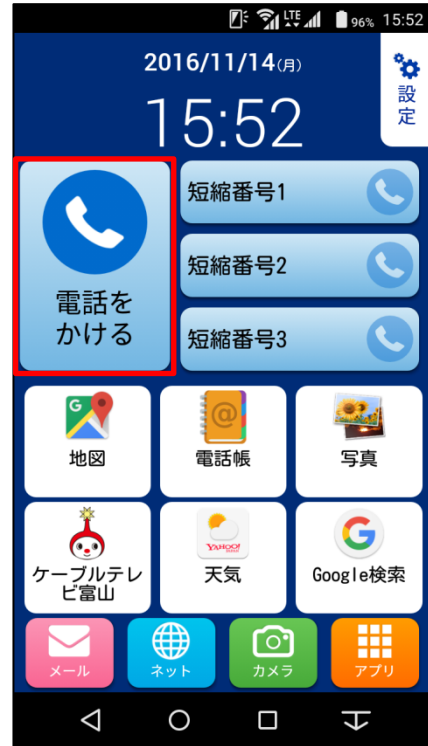 LTE 96% 15:52
2016/11/14(月)
15:52
設定
電話を
かける
短縮番号1
短縮番号2
短縮番号3
G
地図
@
電話帳
写真
ケーブルテレ
ビ富山
YAHOO!
天気
G
Google検索
メール
ネット
カメラ
アプリ